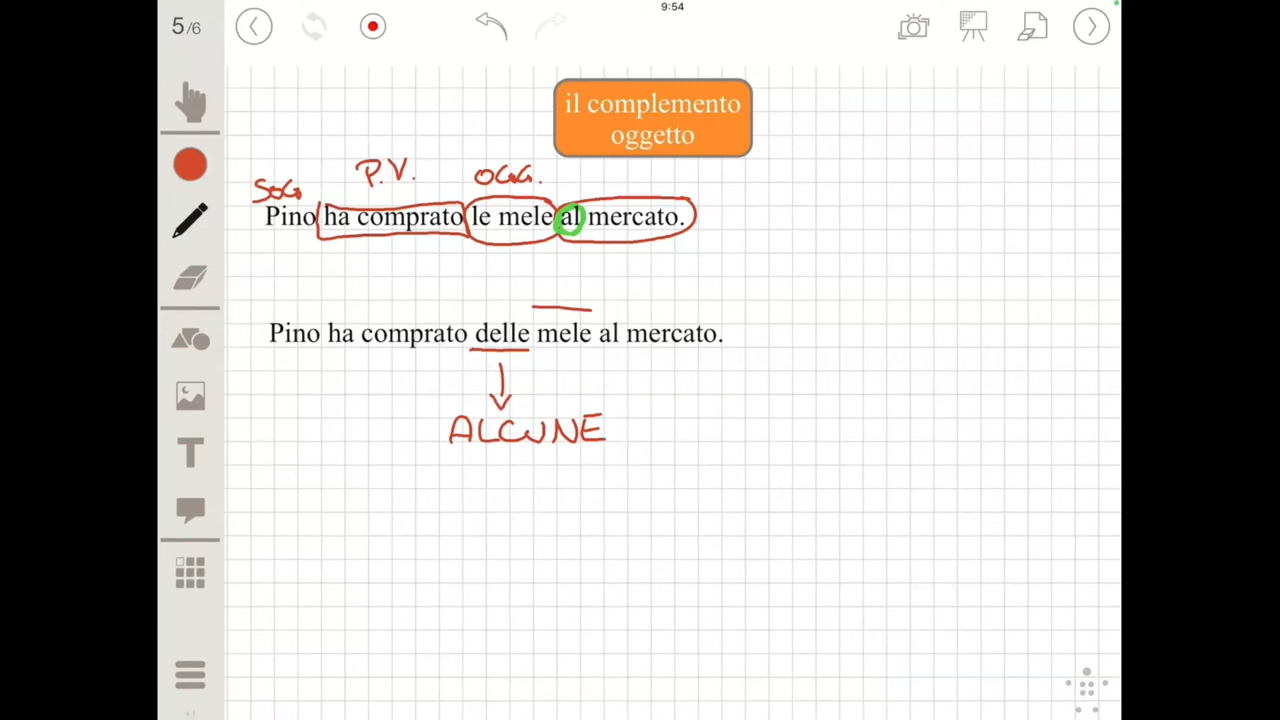 9:54
5/6
il complemento
oggetto
SOG. P.V. OGG.
Pino ha comprato le mele al mercato.
Pino ha comprato delle mele al mercato.
ALCUNE
T